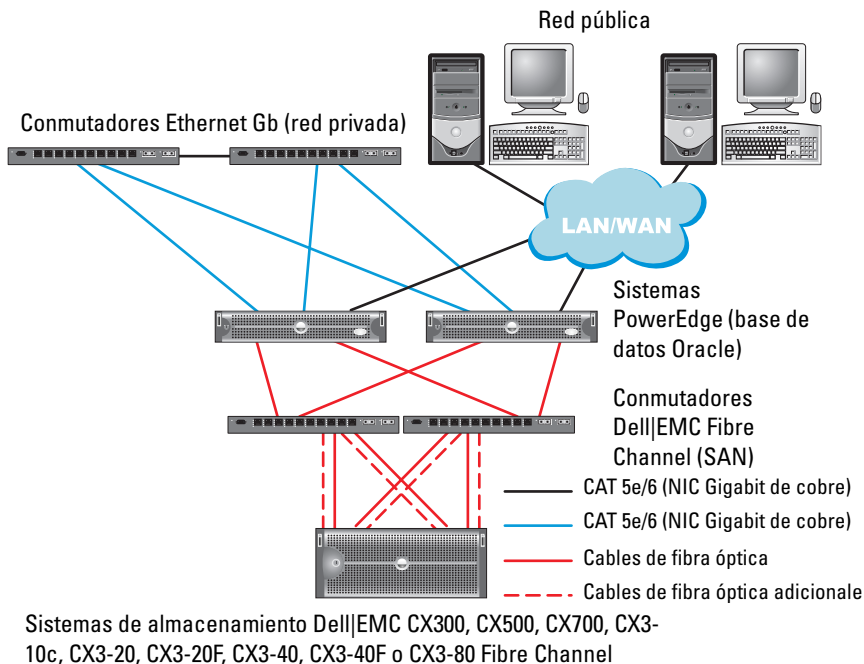 Red pública
Conmutadores Ethernet Gb (red privada)
LAN/WAN
Sistemas
PowerEdge (base de
datos Oracle)
Conmutadores
Dell|EMC Fibre
Channel (SAN)
CAT 5e/6 (NIC Gigabit de cobre)
CAT 5e/6 (NIC Gigabit de cobre)
Cables de fibra óptica
Cables de fibra óptica adicionale
Sistemas de almacenamiento Dell|EMC CX300, CX500, CX700, CX3-
10c, CX3-20, CX3-20F, CX3-40, CX3-40F o CX3-80 Fibre Channel